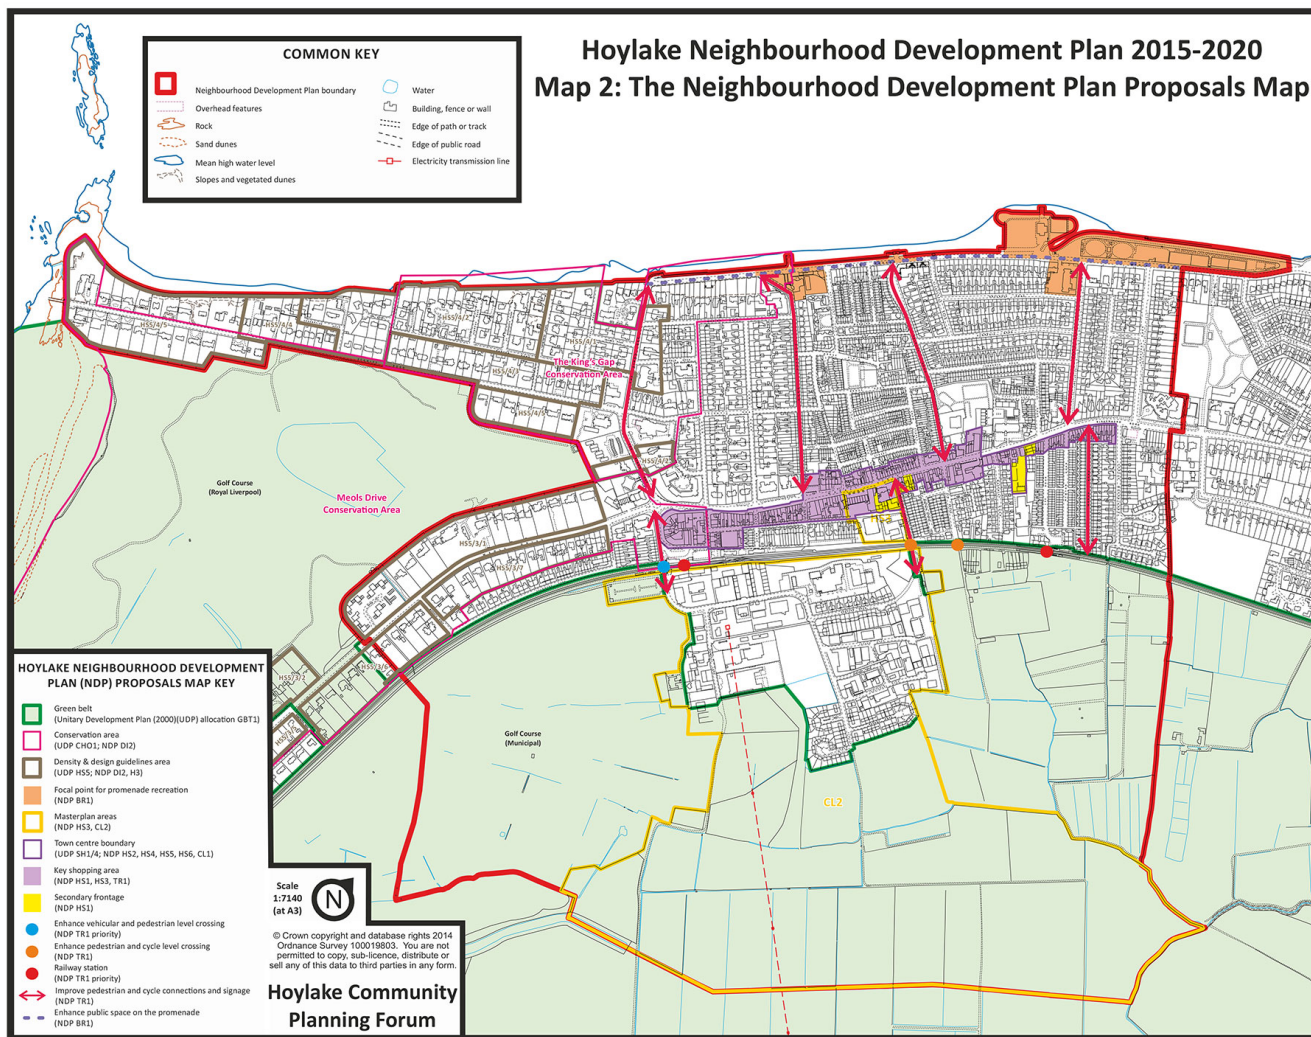 Hoylake Neighbourhood Development Plan 2015-2020
Map 2: The Neighbourhood Development Plan Proposals Map
COMMON KEY
Neighbourhood Development Plan boundary
Overhead features
Rock
Sand dunes
Mean high water level
Slopes and vegetated dunes
Water
Building, fence or wall
Edge of path or track
Edge of public road
Electricity transmission line
HS5/4/5
HS5/4/4
HS5/4/2
HS5/4/1
The King's Gap
Conservation Area
HS5/4/3
HS5/4/5
HS5/4/2
Golf Course
(Royal Liverpool)
Meols Drive
Conservation Area
HS5/3/1
HS5/3/7
HS5/3/6
HS5/3/2
Golf Course
(Municipal)
CL2
HOYLAKE NEIGHBOURHOOD DEVELOPMENT
PLAN (NDP) PROPOSALS MAP KEY
Green belt
(Unitary Development Plan (2000)(UDP) allocation GBT1)
Conservation area
(UDP CHO1; NDP DI2)
Density & design guidelines area
(UDP HS5; NDP DI2, H3)
Focal point for promenade recreation
(NDP BR1)
Masterplan areas
(NDP HS3, CL2)
Town centre boundary
(UDP SH1/4; NDP HS2, HS4, HS5, HS6, CL1)
Key shopping area
(NDP HS1, HS3, TR1)
Secondary frontage
(NDP HS1)
Enhance vehicular and pedestrian level crossing
(NDP TR1 priority)
Enhance pedestrian and cycle level crossing
(NDP TR1)
Railway station
(NDP TR1 priority)
Improve pedestrian and cycle connections and signage
(NDP TR1)
Enhance public space on the promenade
(NDP BR1)
Scale
1:7140
(at A3)
N
© Crown copyright and database rights 2014
Ordnance Survey 100019803. You are not
permitted to copy, sub-licence, distribute or
sell any of this data to third parties in any form.
Hoylake Community
Planning Forum